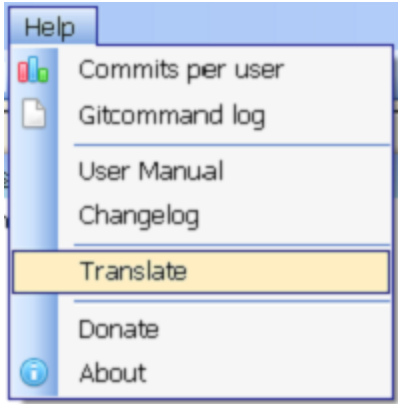 Help
Commits per user
Gitcommand log
User Manual
Changelog
Translate
Donate
About